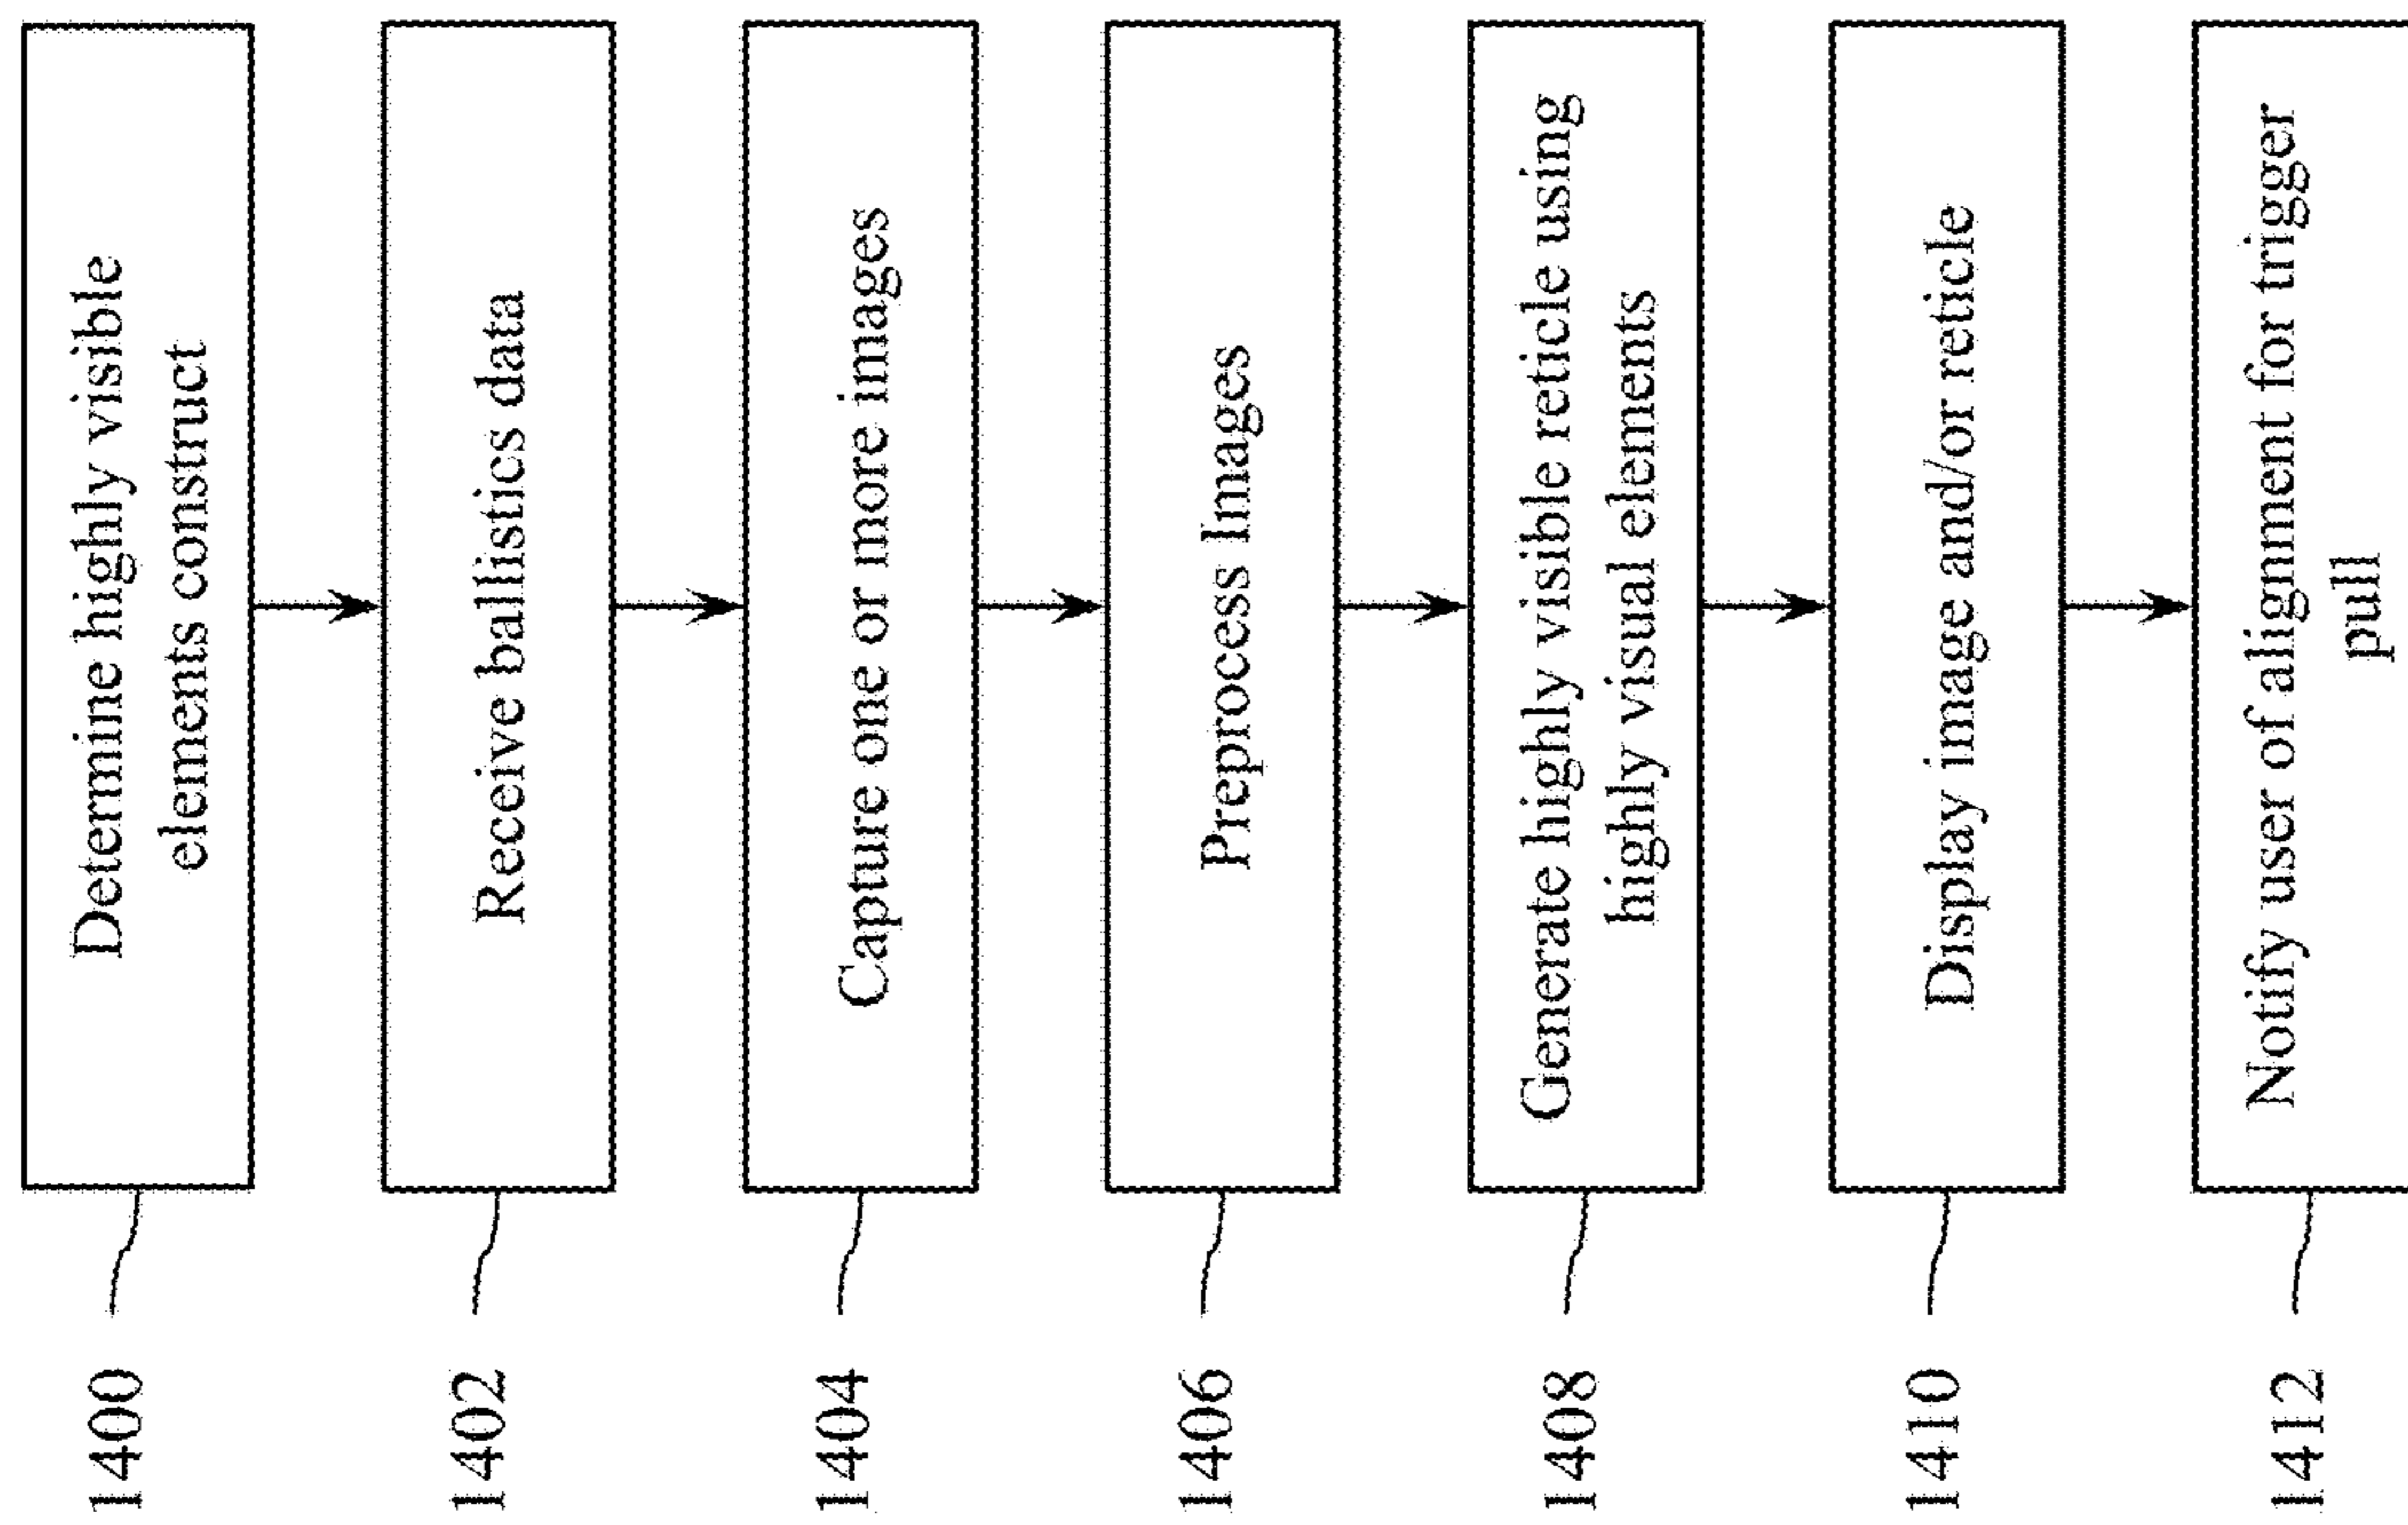 1400
Determine highly visible
elements construct
1402
Receive ballistics data
1404
Capture one or more images
1406
Preprocess Images
1408
Generate highly visible reticle using
highly visual elements
1410
Display image and/or reticle
1412
Notify user of alignment for trigger
pull